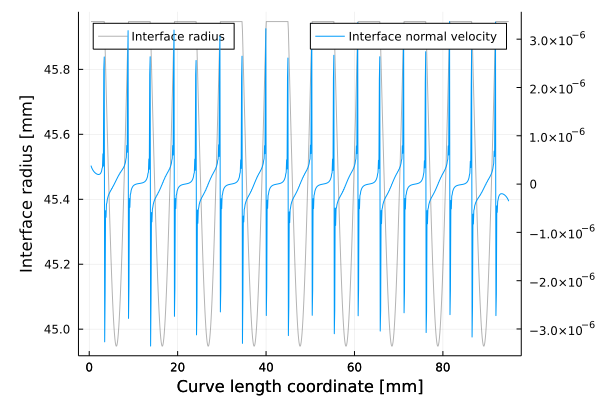 Interface radius
Interface normal velocity
Interface radius [mm]
45.8
45.6
45.4
45.2
45.0
3.0×10⁻⁶
2.0×10⁻⁶
1.0×10⁻⁶
0
−1.0×10⁻⁶
−2.0×10⁻⁶
−3.0×10⁻⁶
0 20 40 60 80
Curve length coordinate [mm]